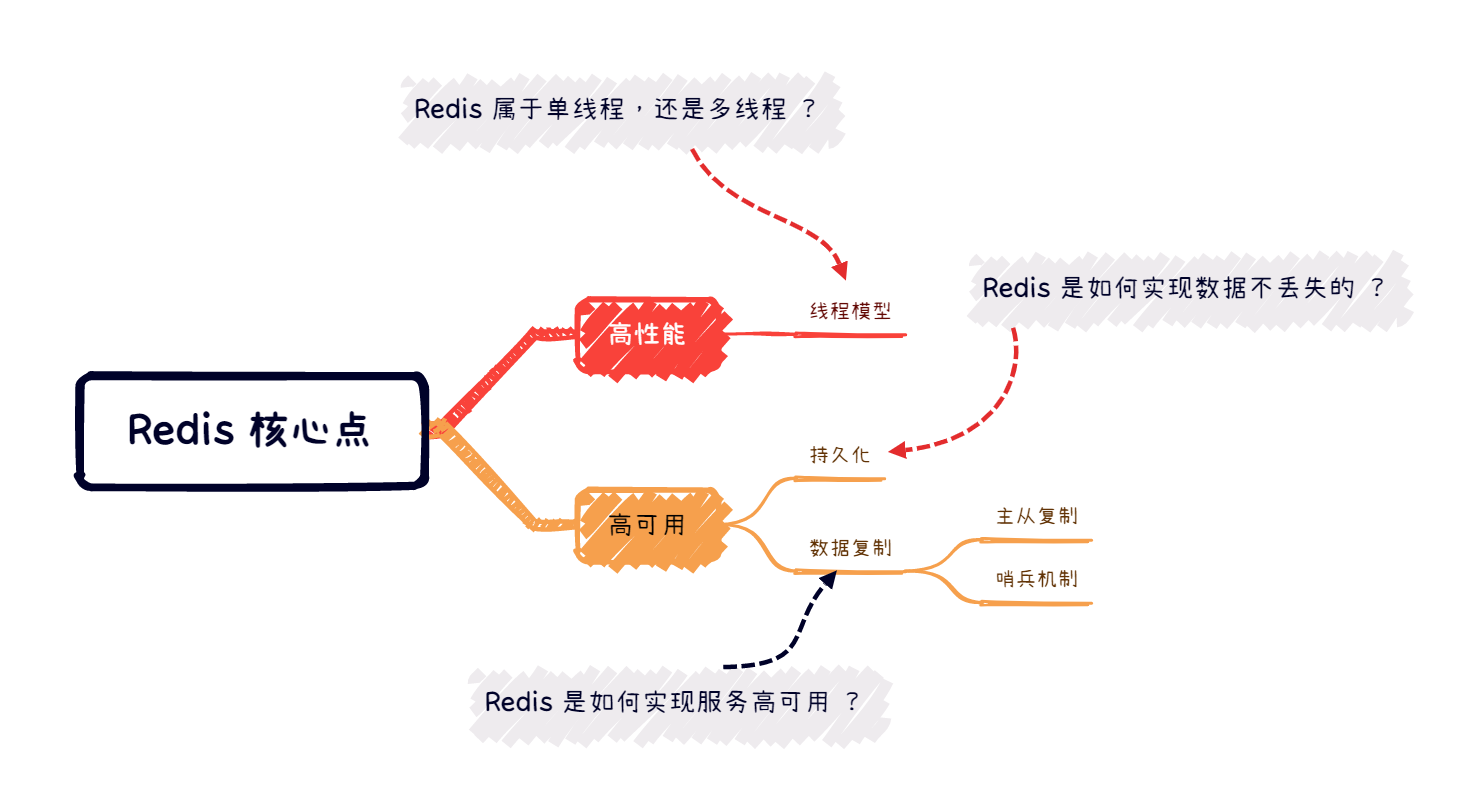 Redis 属于单线程，还是多线程 ？
Redis 是如何实现数据不丢失的 ？
线程模型
高性能
Redis 核心点
持久化
高可用
主从复制
数据复制
哨兵机制
Redis 是如何实现服务高可用 ？